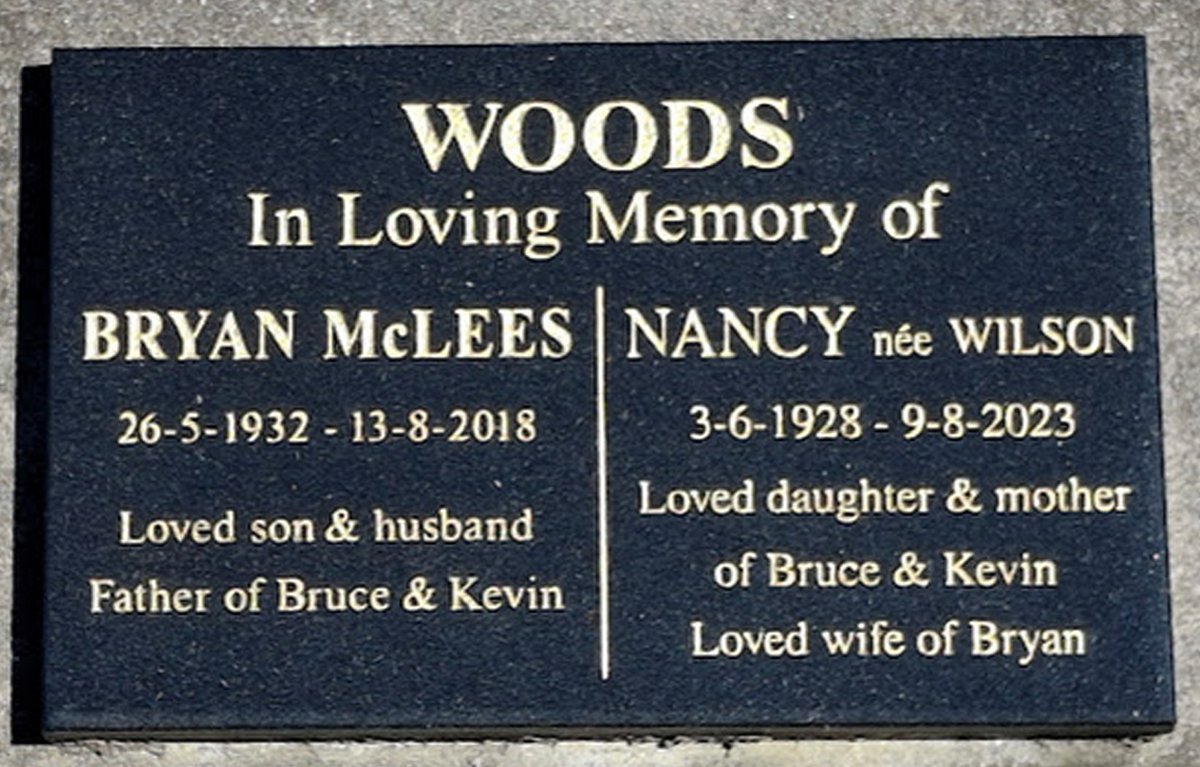 WOODS
In Loving Memory of
BRYAN McLEES
26-5-1932 - 13-8-2018
Loved son & husband
Father of Bruce & Kevin
NANCY née WILSON
3-6-1928 - 9-8-2023
Loved daughter & mother
of Bruce & Kevin
Loved wife of Bryan